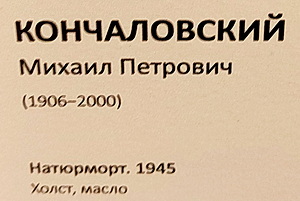 КОНЧАЛОВСКИЙ
Михаил Петрович
(1906–2000)
Натюрморт. 1945
Холст, масло